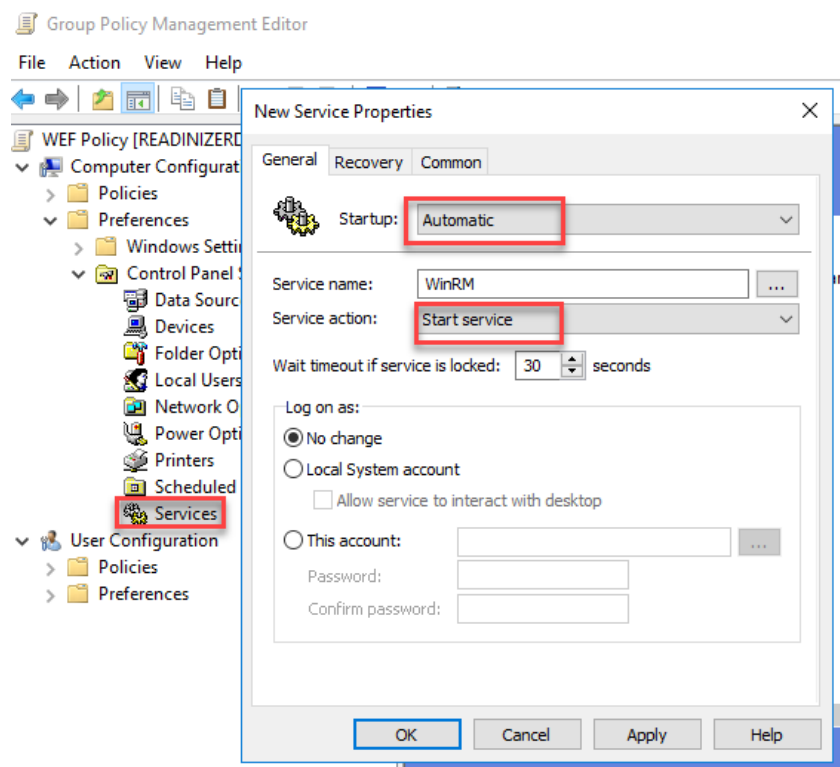 Group Policy Management Editor
File Action View Help
WEF Policy [READINIZERD
Computer Configurat
Policies
Preferences
Windows Settin
Control Panel
Data Sourc
Devices
Folder Opti
Local Users
Network O
Power Opti
Printers
Scheduled
Services
User Configuration
Policies
Preferences
New Service Properties
General Recovery Common
Startup: Automatic
Service name: WinRM ...
Service action: Start service
Wait timeout if service is locked: 30 seconds
Log on as:
No change
Local System account
Allow service to interact with desktop
This account: ...
Password:
Confirm password:
OK Cancel Apply Help